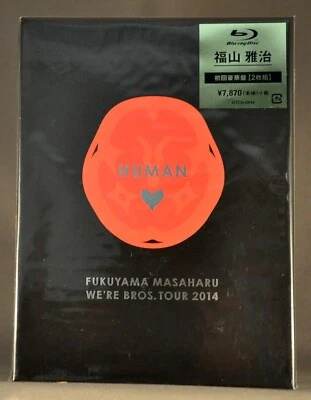 Blu-ray Disc
福山 雅治
初回豪華盤【2枚組】
¥7,870
HUMAN
FUKUYAMA MASAHARU
WE'RE BROS. TOUR 2014